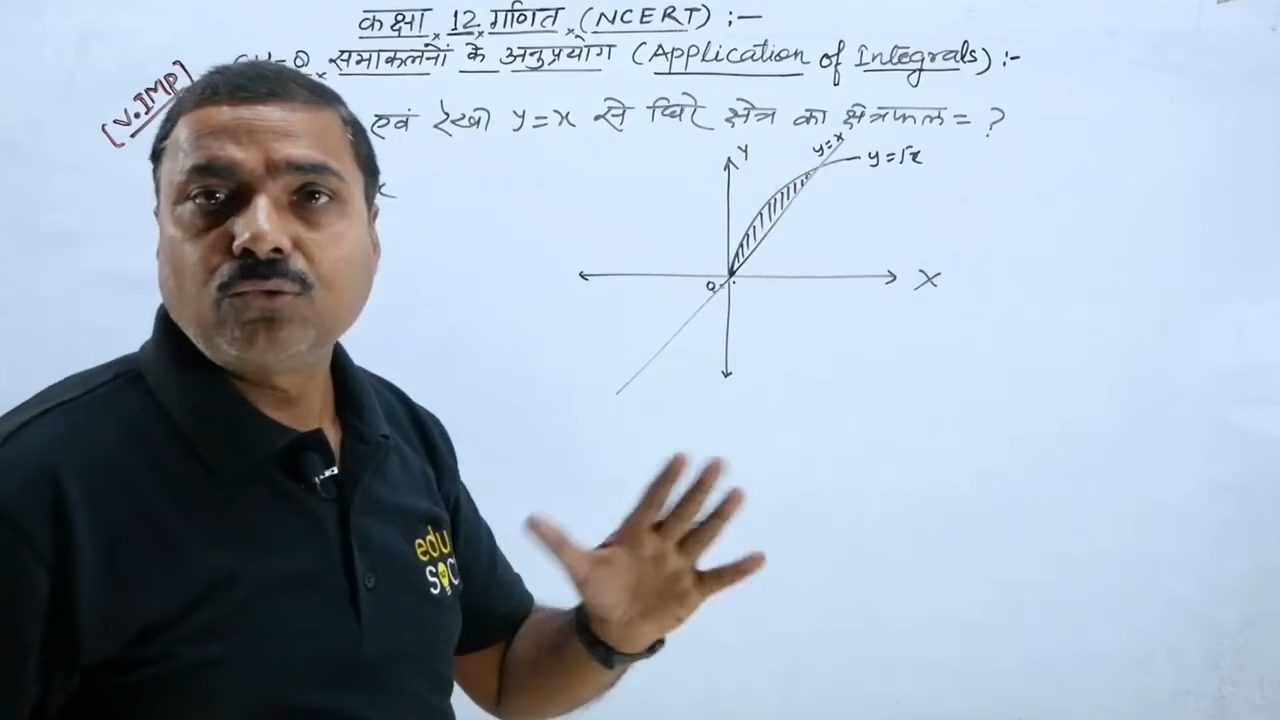 कक्षा 12 गणित (NCERT) :—
समाकलनों के अनुप्रयोग (Application of Integrals) :-
[V.IMP]
एवं रेखा y=x से घिरे क्षेत्र का क्षेत्रफल = ?
Y
y=x
y=√x
O
X
edu